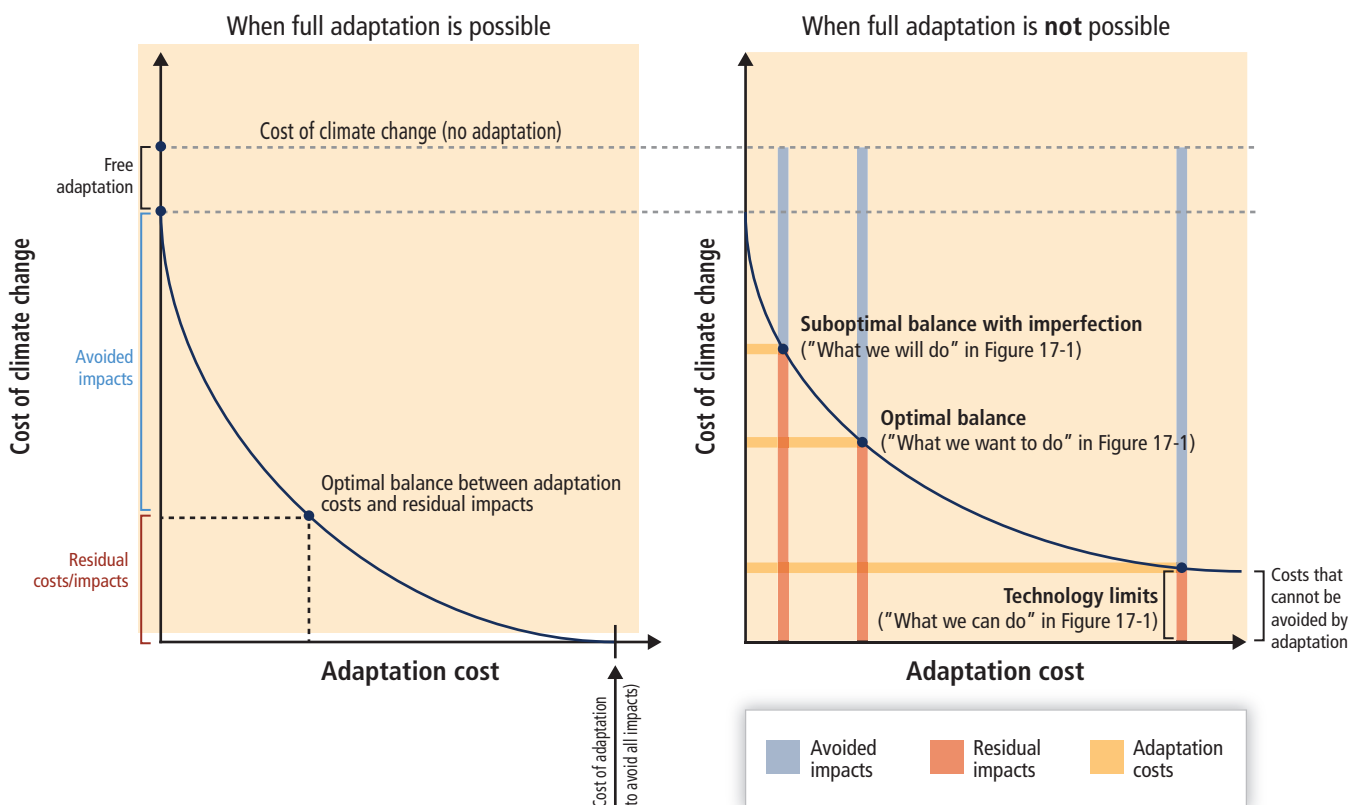 When full adaptation is possible
Cost of climate change (no adaptation)
Free
adaptation
Cost of climate change
Avoided
impacts
Optimal balance between adaptation
costs and residual impacts
Residual
costs/impacts
Adaptation cost
Cost of adaptation
to avoid all impacts)
When full adaptation is not possible
Cost of climate change
Suboptimal balance with imperfection
("What we will do" in Figure 17-1)
Optimal balance
("What we want to do" in Figure 17-1)
Technology limits
("What we can do" in Figure 17-1)
Costs that
cannot be
avoided by
adaptation
Adaptation cost
Avoided
impacts
Residual
impacts
Adaptation
costs